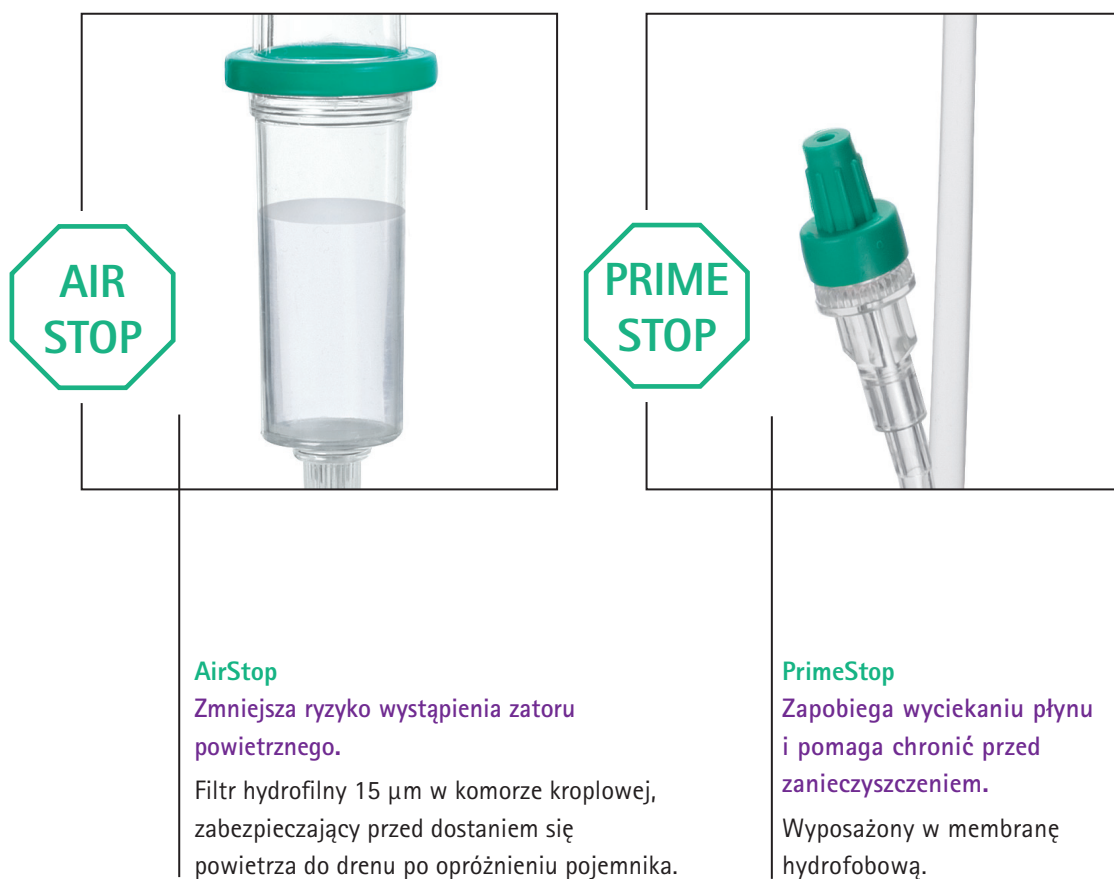 AIR
STOP
PRIME
STOP
AirStop
Zmniejsza ryzyko wystąpienia zatoru
powietrznego.
Filtr hydrofilny 15 µm w komorze kroplowej,
zabezpieczający przed dostaniem się
powietrza do drenu po opróżnieniu pojemnika.
PrimeStop
Zapobiega wyciekaniu płynu
i pomaga chronić przed
zanieczyszczeniem.
Wyposażony w membranę
hydrofobową.